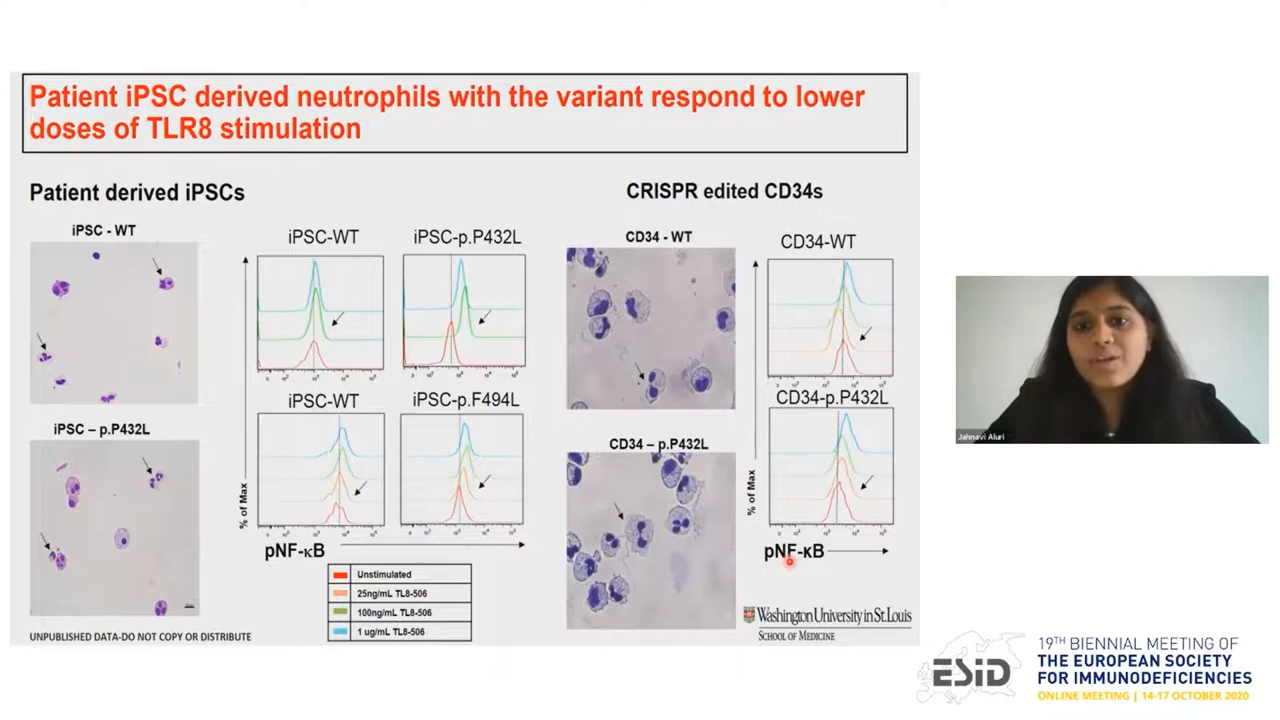 Patient iPSC derived neutrophils with the variant respond to lower
doses of TLR8 stimulation
Patient derived iPSCs
CRISPR edited CD34s
iPSC - WT
iPSC-WT
iPSC-p.P432L
CD34 - WT
CD34-WT
iPSC – p.P432L
iPSC-WT
iPSC-p.F494L
CD34 – p.P432L
CD34-p.P432L
% of Max
% of Max
pNF-κB
pNF-κB
Unstimulated
25ng/mL TL8-506
100ng/mL TL8-506
1 ug/mL TL8-506
UNPUBLISHED DATA-DO NOT COPY OR DISTRIBUTE
Washington University in St.Louis
SCHOOL OF MEDICINE
Jahnavi Aluri
ESiD
19TH BIENNIAL MEETING OF
THE EUROPEAN SOCIETY
FOR IMMUNODEFICIENCIES
ONLINE MEETING | 14-17 OCTOBER 2020